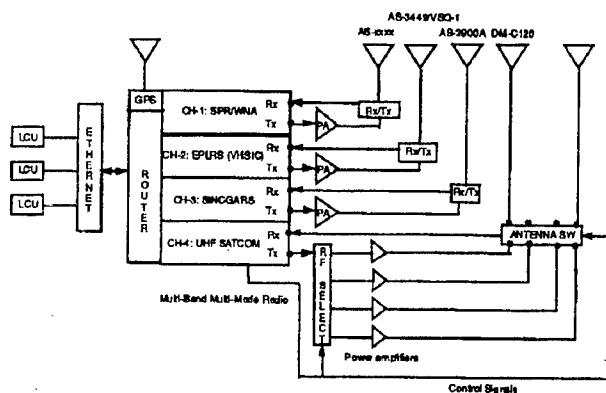 AS-3449/VSQ-1
AS-xxxx
AS-3900A DM-C120
GPS
CH-1: SPR/WNA
Rx
Tx
PA
Rx/Tx
CH-2: EPLRS (VHSIC)
Rx
Tx
PA
Rx/Tx
CH-3: SINCGARS
Rx
Tx
PA
Rx/Tx
CH-4: UHF SATCOM
Rx
Tx
LCU
LCU
LCU
ETHERNET
ROUTER
ANTENNA SW
RF SELECT
Multi-Band Multi-Mode Radio
Power amplifiers
Control Signals